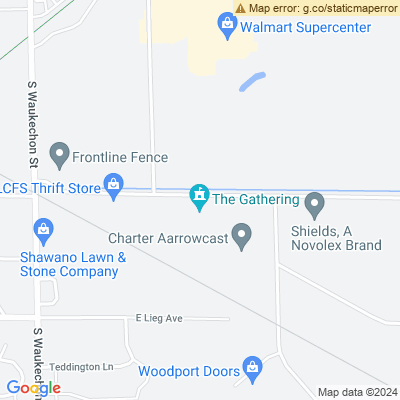 Map error: g.co/staticmaperror
Walmart Supercenter
S Waukechon St
Frontline Fence
LCFS Thrift Store
The Gathering
Shields, A
Novolex Brand
Charter Aarrowcast
Shawano Lawn &
Stone Company
E Lieg Ave
S Waukechon
Teddington Ln
Woodport Doors
Google
Map data ©2024